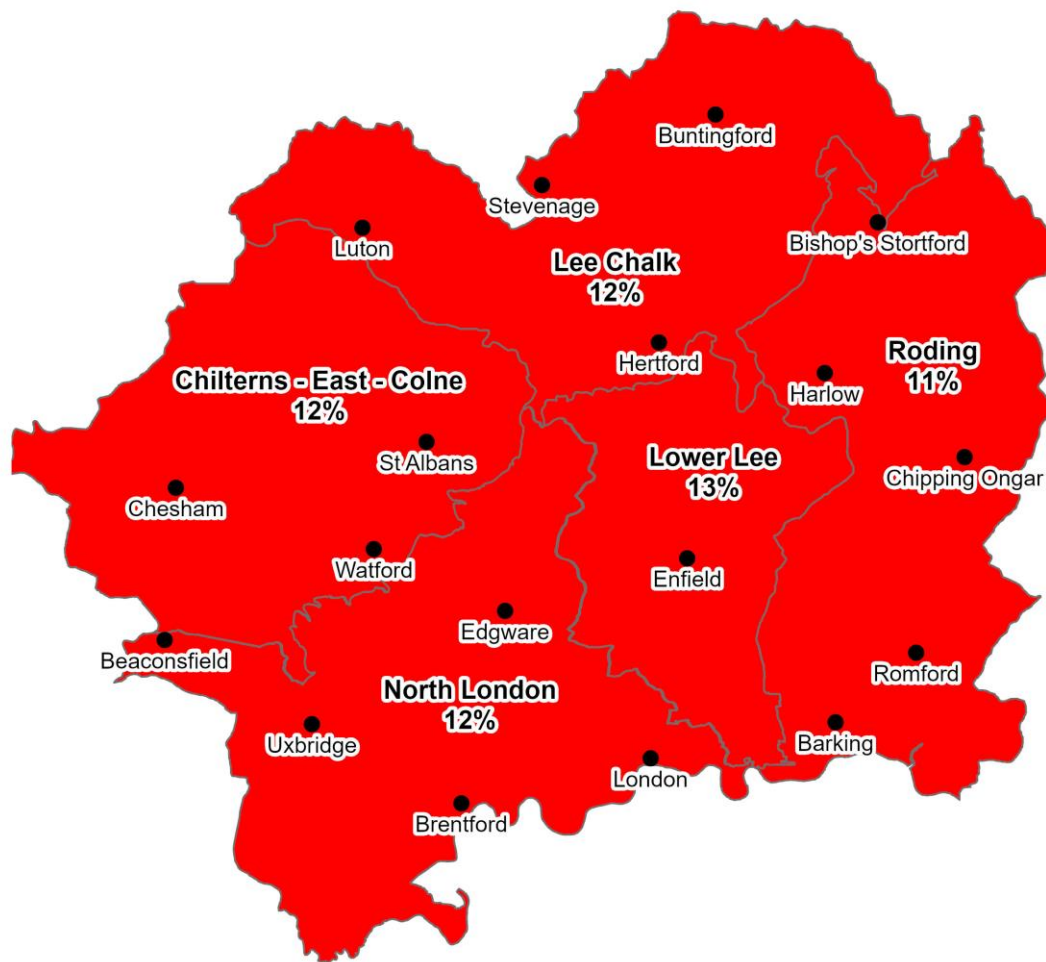 Buntingford
Stevenage
Bishop's Stortford
Luton
Lee Chalk
12%
Hertford
Roding
11%
Chilterns - East - Colne
12%
Harlow
St Albans
Lower Lee
13%
Chipping Ongar
Chesham
Watford
Enfield
Edgware
Beaconsfield
Romford
North London
12%
Uxbridge
Barking
London
Brentford